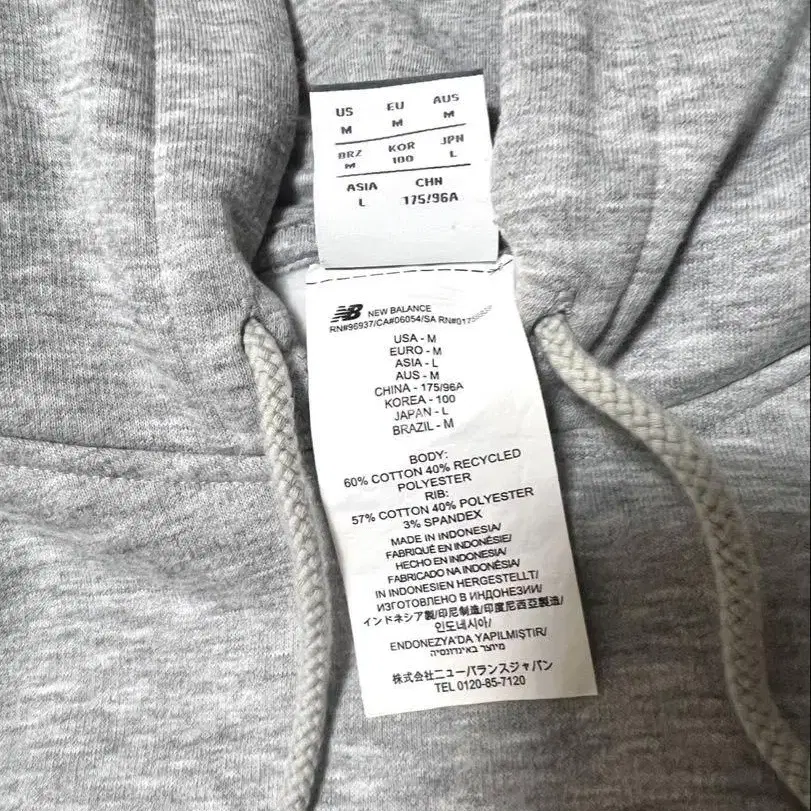 US EU AUS
M M M
BRZ KOR JPN
M 100 L
ASIA CHN
L 175/96A
NB NEW BALANCE
RN#96937/CA#06054/SA
USA - M
EURO - M
ASIA - L
AUS - M
CHINA - 175/96A
KOREA - 100
JAPAN - L
BRAZIL - M
BODY:
60% COTTON 40% RECYCLED
POLYESTER
RIB:
57% COTTON 40% POLYESTER
3% SPANDEX
MADE IN INDONESIA/
FABRIQUÉ EN INDONÉSIE/
HECHO EN INDONESIA/
FABRICADO NA INDONÉSIA/
IN INDONESIEN HERGESTELLT/
ИЗГОТОВЛЕНО В ИНДОНЕЗИИ/
インドネシア製/印尼制造/印度尼西亞製造/
인도네시아/
ENDONEZYA'DA YAPILMIŞTIR/
מיוצר באינדונסיה
株式会社ニューバランスジャパン
TEL 0120-85-7120